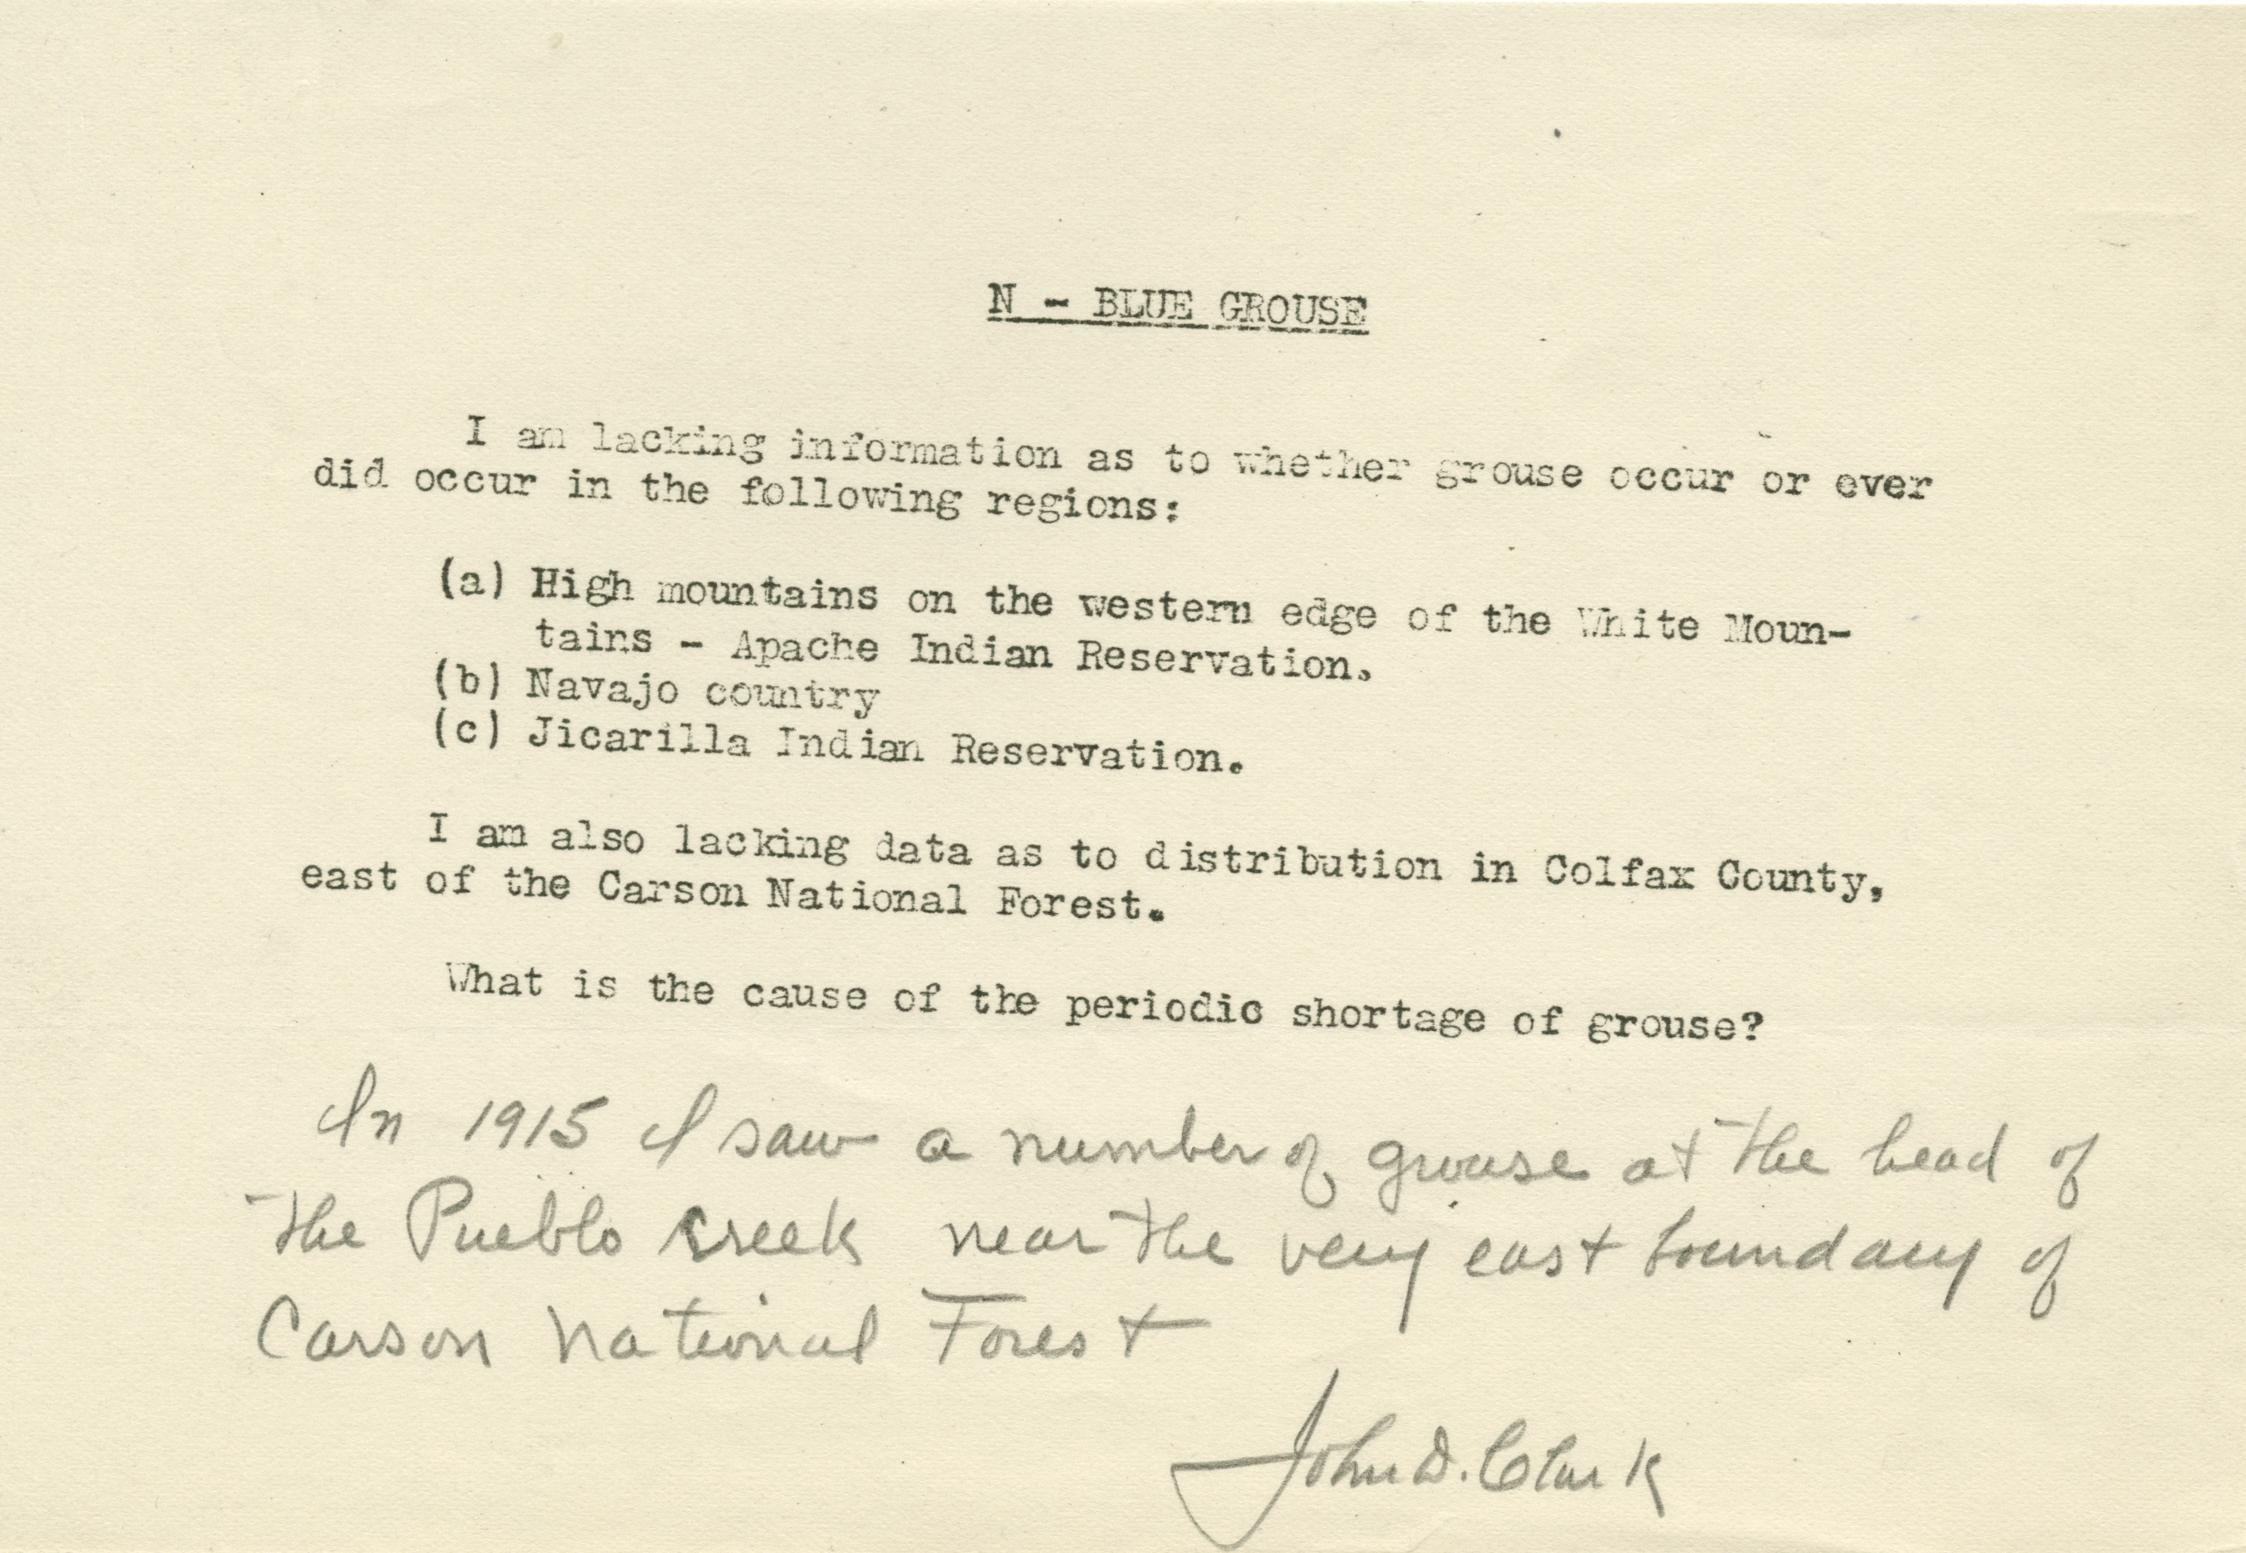 N - BLUE GROUSE
I am lacking information as to whether grouse occur or ever
did occur in the following regions:
(a) High mountains on the western edge of the White Moun-
tains - Apache Indian Reservation.
(b) Navajo country
(c) Jicarilla Indian Reservation.
I am also lacking data as to distribution in Colfax County,
east of the Carson National Forest.
What is the cause of the periodic shortage of grouse?
In 1915 I saw a number of grouse at the head of
the Pueblo creek near the very east boundary of
Carson National Forest
John D. Clark